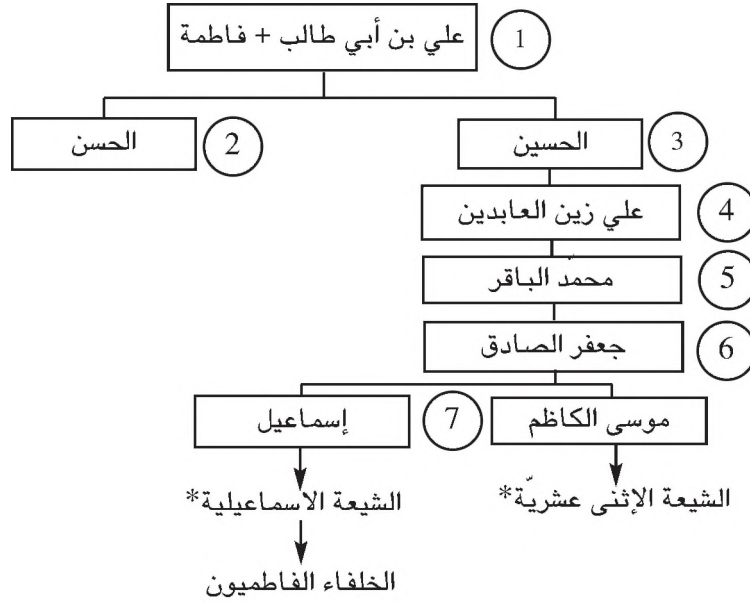 علي بن أبي طالب + فاطمة
1
الحسن
2
الحسين
3
علي زين العابدين
4
محمّد الباقر
5
جعفر الصادق
6
موسى الكاظم
7
إسماعيل
الشيعة الإثنى عشريّة*
الشيعة الاسماعيلية*
الخلفاء الفاطميون